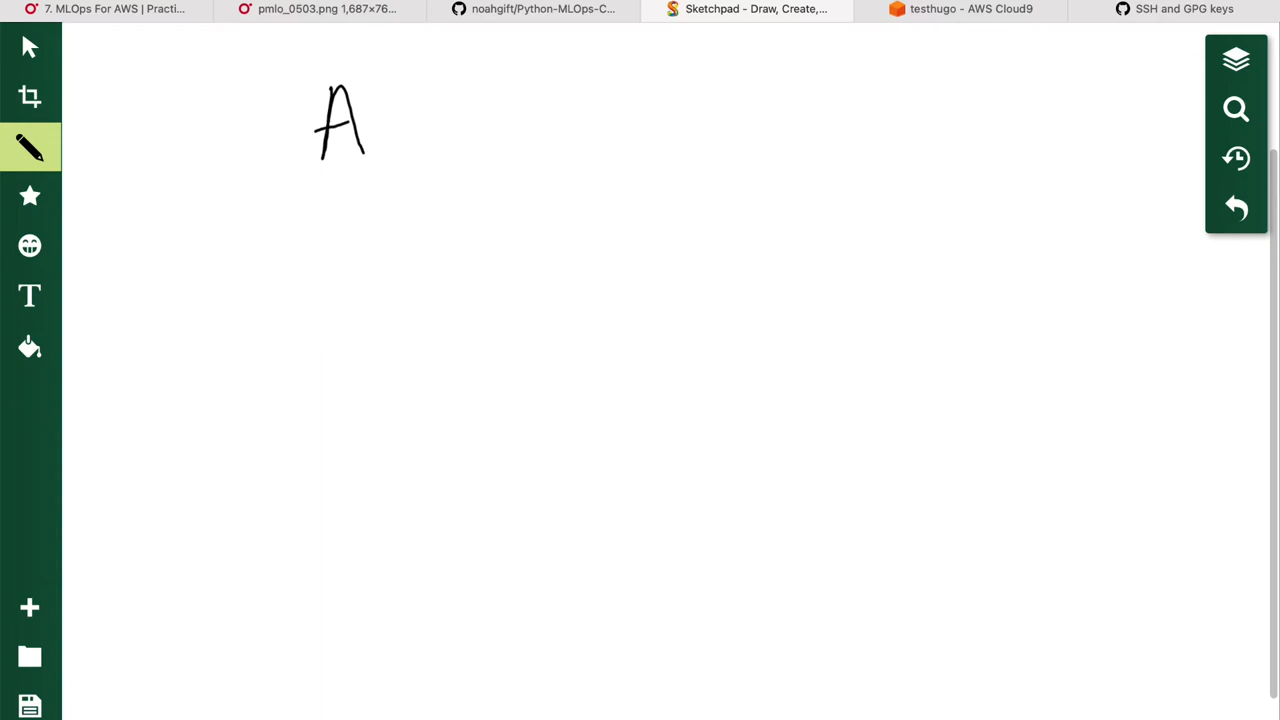 7. MLOps For AWS | Practi... pmlo_0503.png 1,687×76... noahgift/Python-MLOps-C... Sketchpad - Draw, Create,... testhugo - AWS Cloud9 SSH and GPG keys
A
T